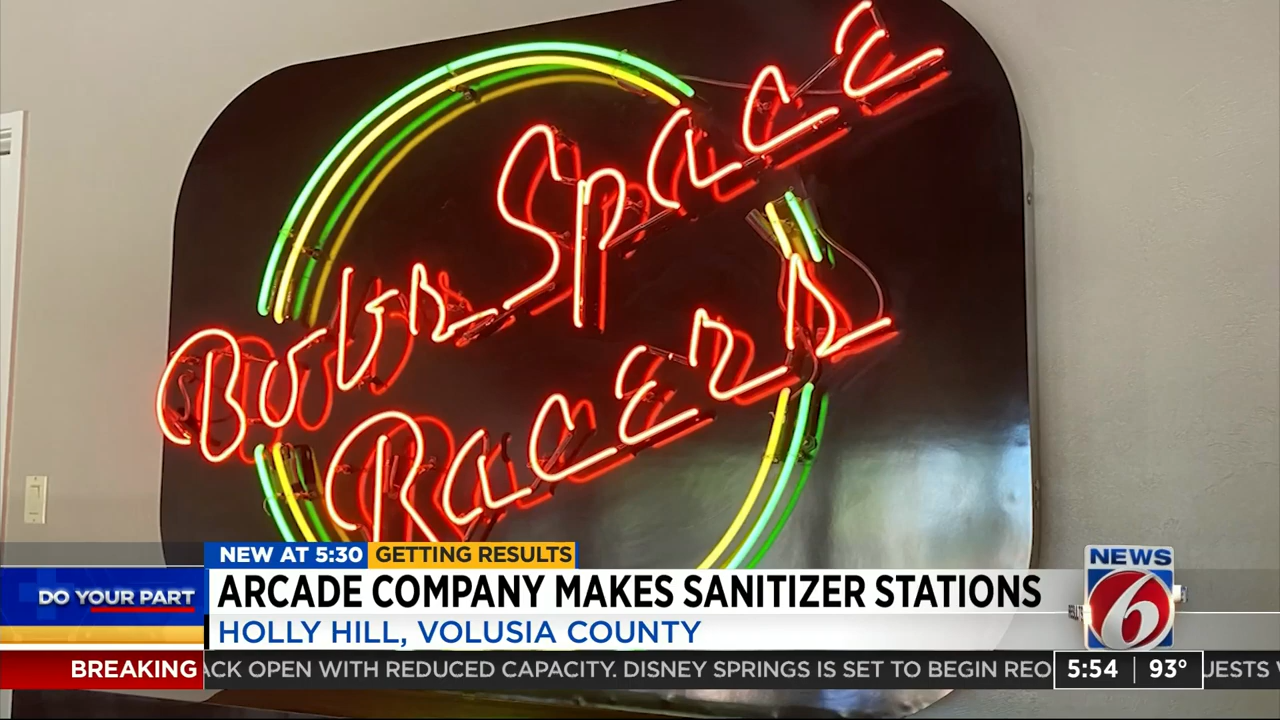 Bob's Space
Racers
NEW AT 5:30 GETTING RESULTS
DO YOUR PART
ARCADE COMPANY MAKES SANITIZER STATIONS
HOLLY HILL, VOLUSIA COUNTY
NEWS
6
BREAKING ACK OPEN WITH REDUCED CAPACITY. DISNEY SPRINGS IS SET TO BEGIN REO 5:54 93° UESTS